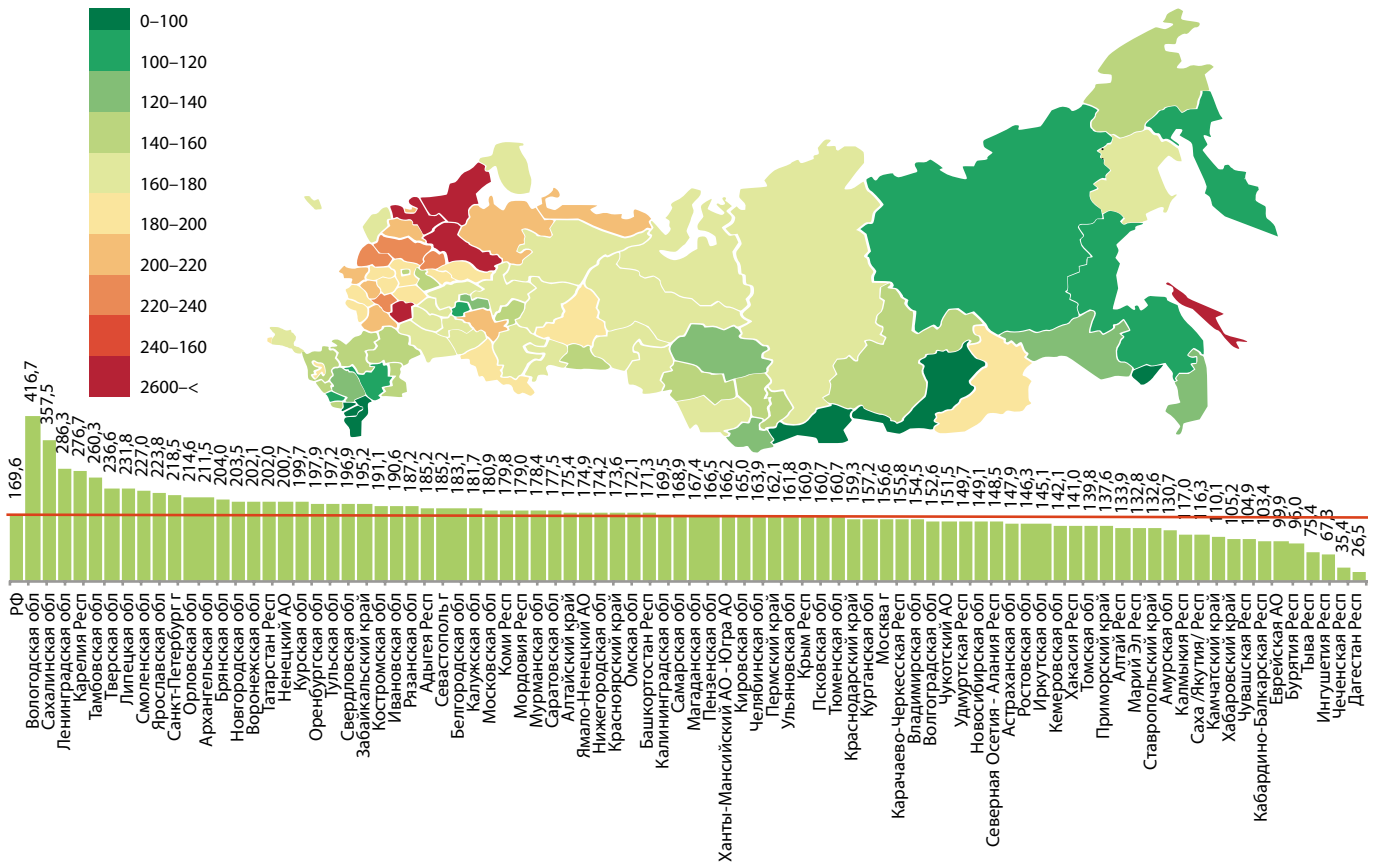 0–100
100–120
120–140
140–160
160–180
180–200
200–220
220–240
240–160
2600–<
169,6
416,7
357,5
286,3
276,7
260,3
236,6
231,8
227,0
223,8
218,5
214,6
211,5
204,0
203,5
202,1
202,0
200,7
199,7
197,9
197,2
196,9
195,2
191,1
190,6
187,2
185,2
185,2
183,1
181,7
180,9
179,8
179,0
178,4
177,5
175,4
174,9
174,2
173,6
172,1
171,3
169,5
168,9
167,4
166,5
166,2
165,0
163,9
162,1
161,8
160,9
160,7
160,7
159,3
157,2
156,6
155,8
154,5
152,6
151,5
149,7
149,1
148,5
147,9
146,3
145,1
142,1
141,0
139,8
137,6
133,9
132,8
132,6
130,7
117,0
116,3
110,1
105,2
104,9
103,4
99,9
96,0
75,4
67,3
35,4
26,5
РФ
Вологодская обл
Сахалинская обл
Ленинградская обл
Карелия Респ
Тамбовская обл
Тверская обл
Липецкая обл
Смоленская обл
Ярославская обл
Санкт-Петербург г
Орловская обл
Архангельская обл
Брянская обл
Новгородская обл
Воронежская обл
Татарстан Респ
Ненецкий АО
Курская обл
Оренбургская обл
Тульская обл
Свердловская обл
Забайкальский край
Костромская обл
Ивановская обл
Рязанская обл
Адыгея Респ
Севастополь г
Белгородская обл
Калужская обл
Московская обл
Коми Респ
Мордовия Респ
Мурманская обл
Саратовская обл
Алтайский край
Ямало-Ненецкий АО
Нижегородская обл
Красноярский край
Омская обл
Башкортостан Респ
Калининградская обл
Самарская обл
Магаданская обл
Пензенская обл
Ханты-Мансийский АО - Югра АО
Кировская обл
Челябинская обл
Пермский край
Ульяновская обл
Крым Респ
Псковская обл
Тюменская обл
Краснодарский край
Курганская обл
Москва г
Карачаево-Черкесская Респ
Владимирская обл
Волгоградская обл
Чукотский АО
Удмуртская Респ
Новосибирская обл
Северная Осетия - Алания Респ
Астраханская обл
Ростовская обл
Иркутская обл
Кемеровская обл
Хакасия Респ
Томская обл
Приморский край
Алтай Респ
Марий Эл Респ
Ставропольский край
Амурская обл
Калмыкия Респ
Саха /Якутия/ Респ
Камчатский край
Хабаровский край
Чувашская Респ
Кабардино-Балкарская Респ
Еврейская АО
Бурятия Респ
Тыва Респ
Ингушетия Респ
Чеченская Респ
Дагестан Респ